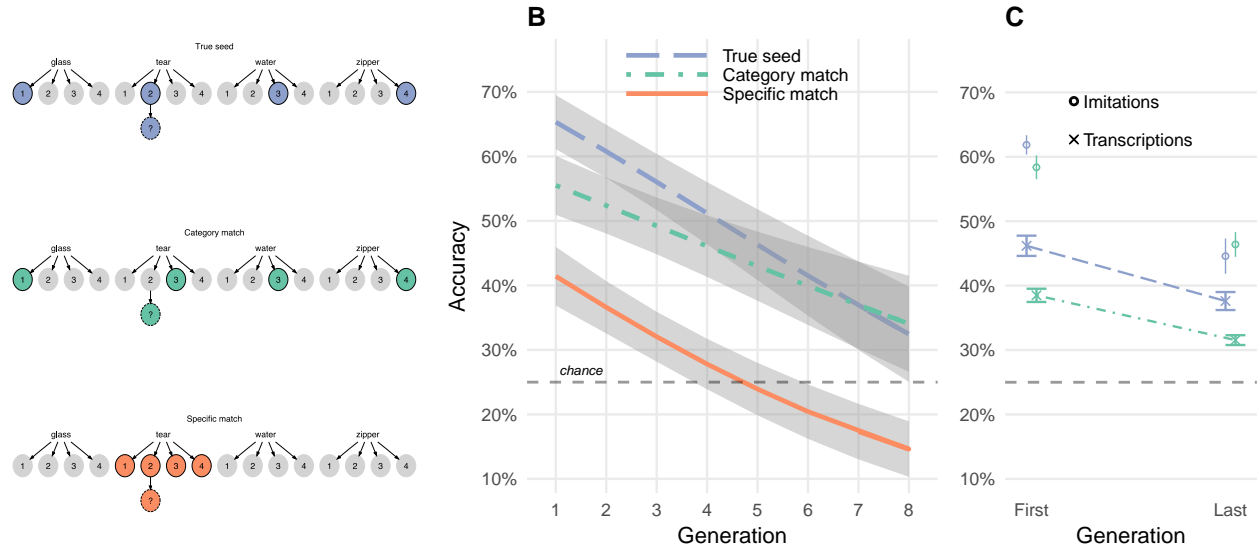 True seed
glass tear water zipper
1 2 3 4 1 2 3 4 1 2 3 4 1 2 3 4
?
Category match
glass tear water zipper
1 2 3 4 1 2 3 4 1 2 3 4 1 2 3 4
?
Specific match
glass tear water zipper
1 2 3 4 1 2 3 4 1 2 3 4 1 2 3 4
?
B
True seed
Category match
Specific match
Accuracy
70%
60%
50%
40%
30%
20%
10%
chance
1 2 3 4 5 6 7 8
Generation
C
Imitations
Transcriptions
70%
60%
50%
40%
30%
20%
10%
First Last
Generation